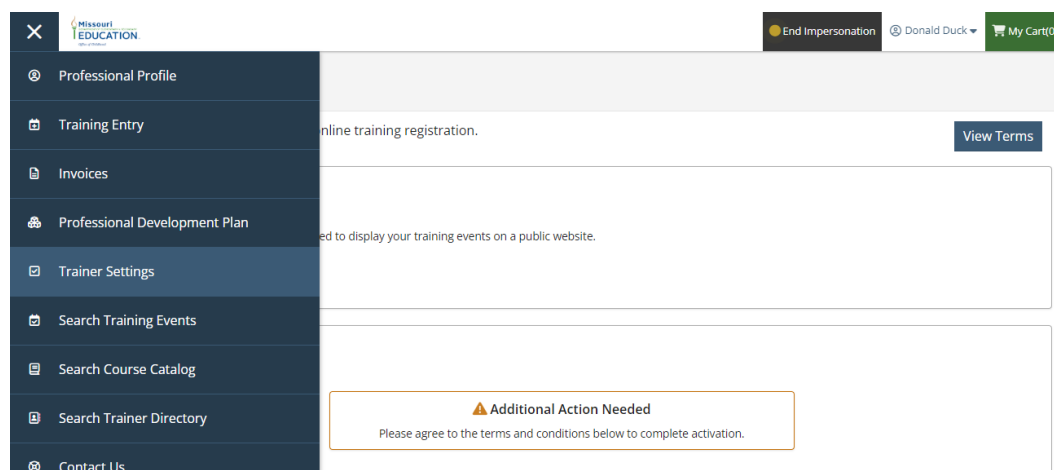 Missouri
EDUCATION
End Impersonation
Donald Duck
My Cart(0
Professional Profile
Training Entry
nline training registration.
View Terms
Invoices
Professional Development Plan
ed to display your training events on a public website.
Trainer Settings
Search Training Events
Search Course Catalog
Additional Action Needed
Search Trainer Directory
Please agree to the terms and conditions below to complete activation.
Contact Us